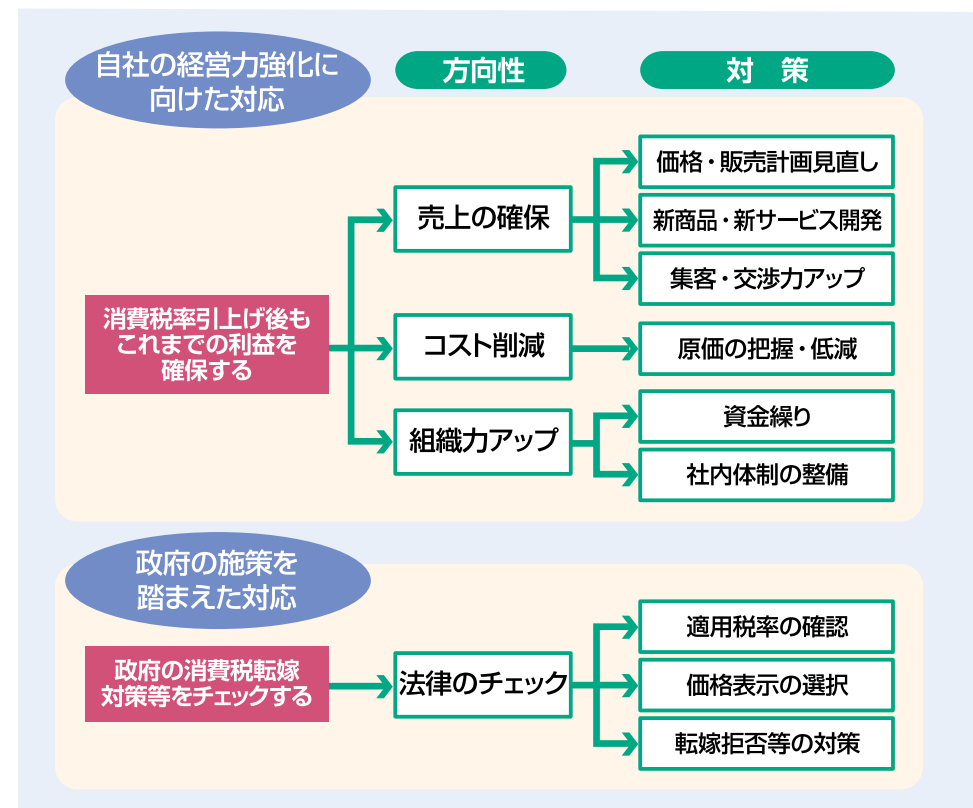 自社の経営力強化に
向けた対応
方向性
対 策
消費税率引上げ後も
これまでの利益を
確保する
売上の確保
価格・販売計画見直し
新商品・新サービス開発
集客・交渉力アップ
コスト削減
原価の把握・低減
組織力アップ
資金繰り
社内体制の整備
政府の施策を
踏まえた対応
政府の消費税転嫁
対策等をチェックする
法律のチェック
適用税率の確認
価格表示の選択
転嫁拒否等の対策